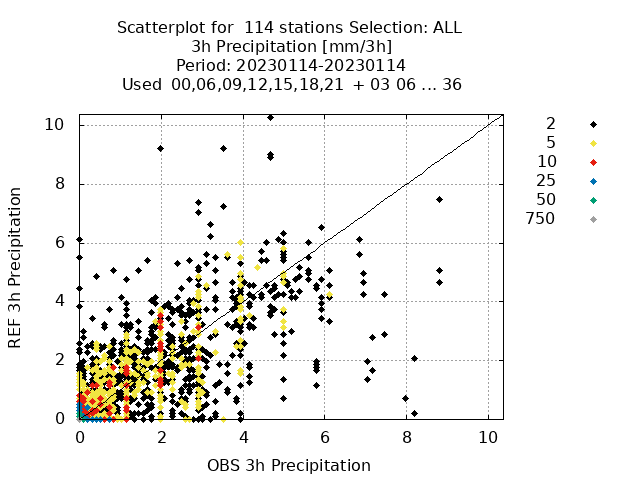 Scatterplot for  114 stations Selection: ALL
3h Precipitation [mm/3h]
Period: 20230114-20230114
Used  00,06,09,12,15,18,21  + 03 06 ... 36
REF 3h Precipitation
10
8
6
4
2
0
0 2 4 6 8 10
OBS 3h Precipitation
2
5
10
25
50
750